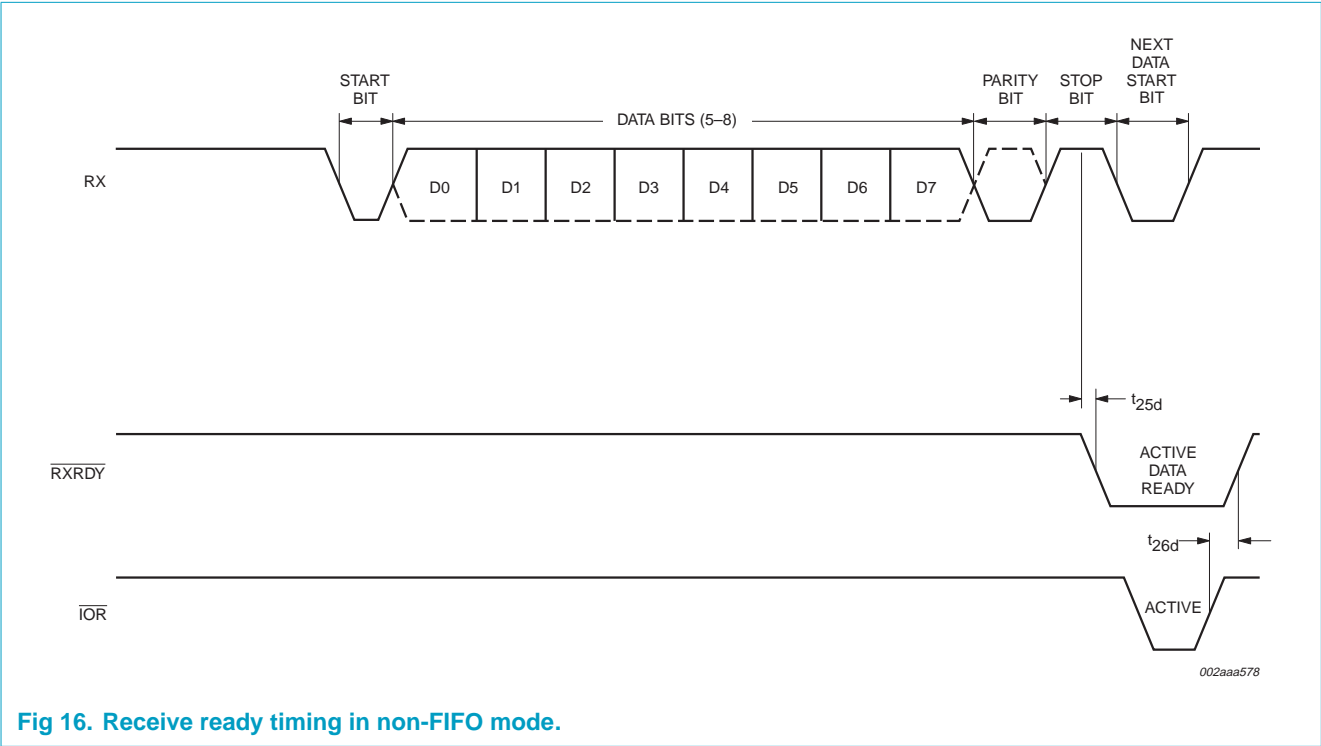 START
BIT
DATA BITS (5–8)
PARITY
BIT
STOP
BIT
NEXT
DATA
START
BIT
RX
D0 D1 D2 D3 D4 D5 D6 D7
t25d
RXRDY
ACTIVE
DATA
READY
t26d
IOR
ACTIVE
002aaa578
Fig 16. Receive ready timing in non-FIFO mode.